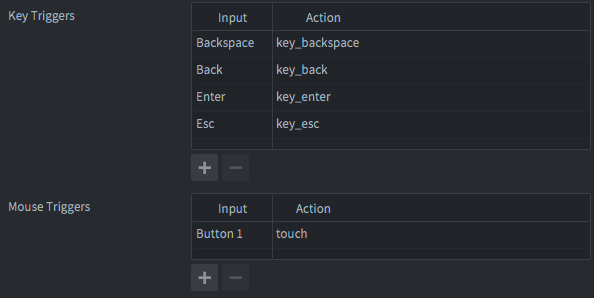 Key Triggers
Input Action
Backspace key_backspace
Back key_back
Enter key_enter
Esc key_esc
+ −
Mouse Triggers
Input Action
Button 1 touch
+ −